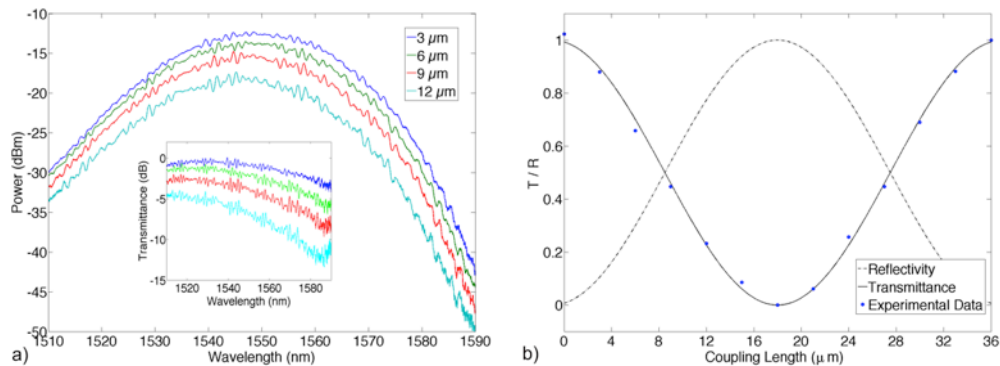 -10
-15
-20
-25
-30
-35
-40
-45
-50
Power (dBm)
1510 1520 1530 1540 1550 1560 1570 1580 1590
Wavelength (nm)
3 µm
6 µm
9 µm
12 µm
0
-5
-10
-15
Transmittance (dB)
1520 1540 1560 1580
Wavelength (nm)
a)
1
0.8
0.6
0.4
0.2
0
T / R
0 4 8 12 16 20 24 28 32 36
Coupling Length (µm)
Reflectivity
Transmittance
Experimental Data
b)